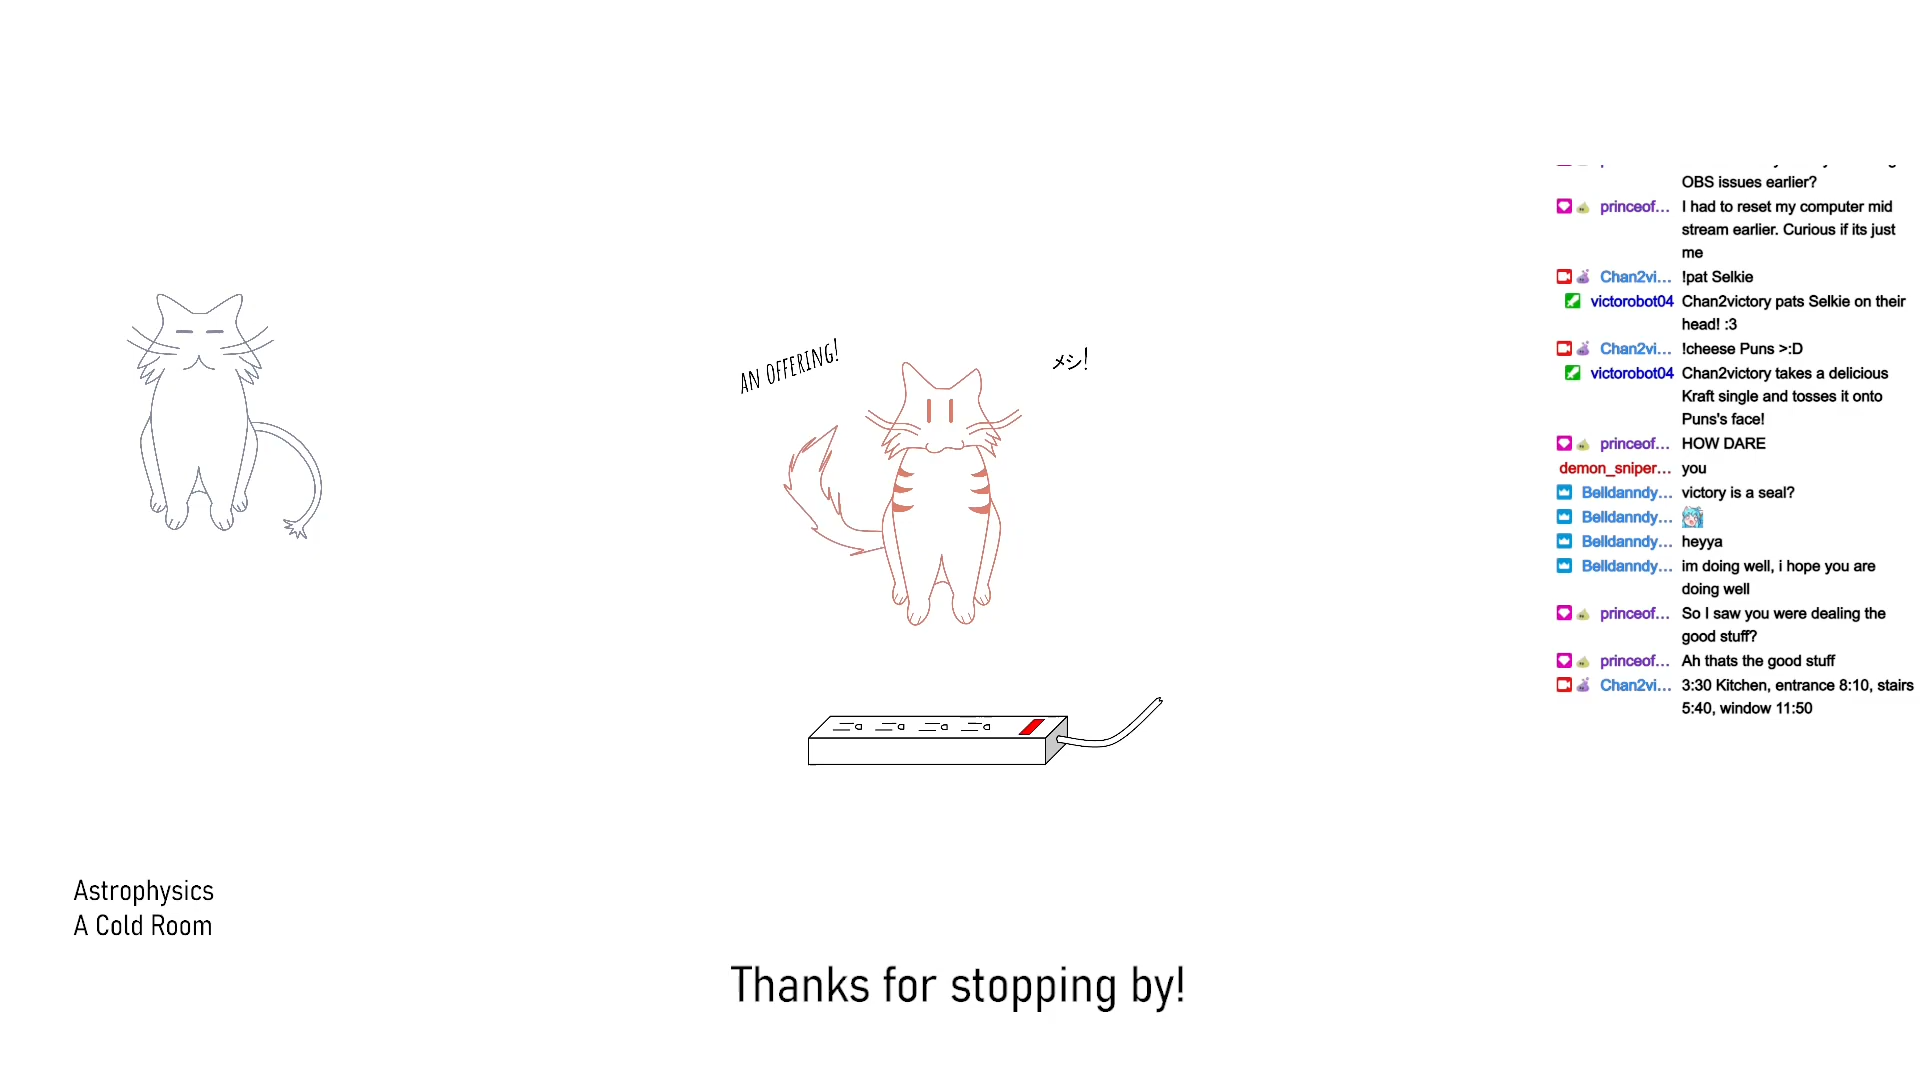 AN OFFERING!
メシ!
Astrophysics
A Cold Room
Thanks for stopping by!
OBS issues earlier?
princeof... I had to reset my computer mid
stream earlier. Curious if its just
me
Chan2vi... !pat Selkie
victorobot04 Chan2victory pats Selkie on their
head! :3
Chan2vi... !cheese Puns >:D
victorobot04 Chan2victory takes a delicious
Kraft single and tosses it onto
Puns's face!
princeof... HOW DARE
demon_sniper... you
Belldanndy... victory is a seal?
Belldanndy...
Belldanndy... heyya
Belldanndy... im doing well, i hope you are
doing well
princeof... So I saw you were dealing the
good stuff?
princeof... Ah thats the good stuff
Chan2vi... 3:30 Kitchen, entrance 8:10, stairs
5:40, window 11:50